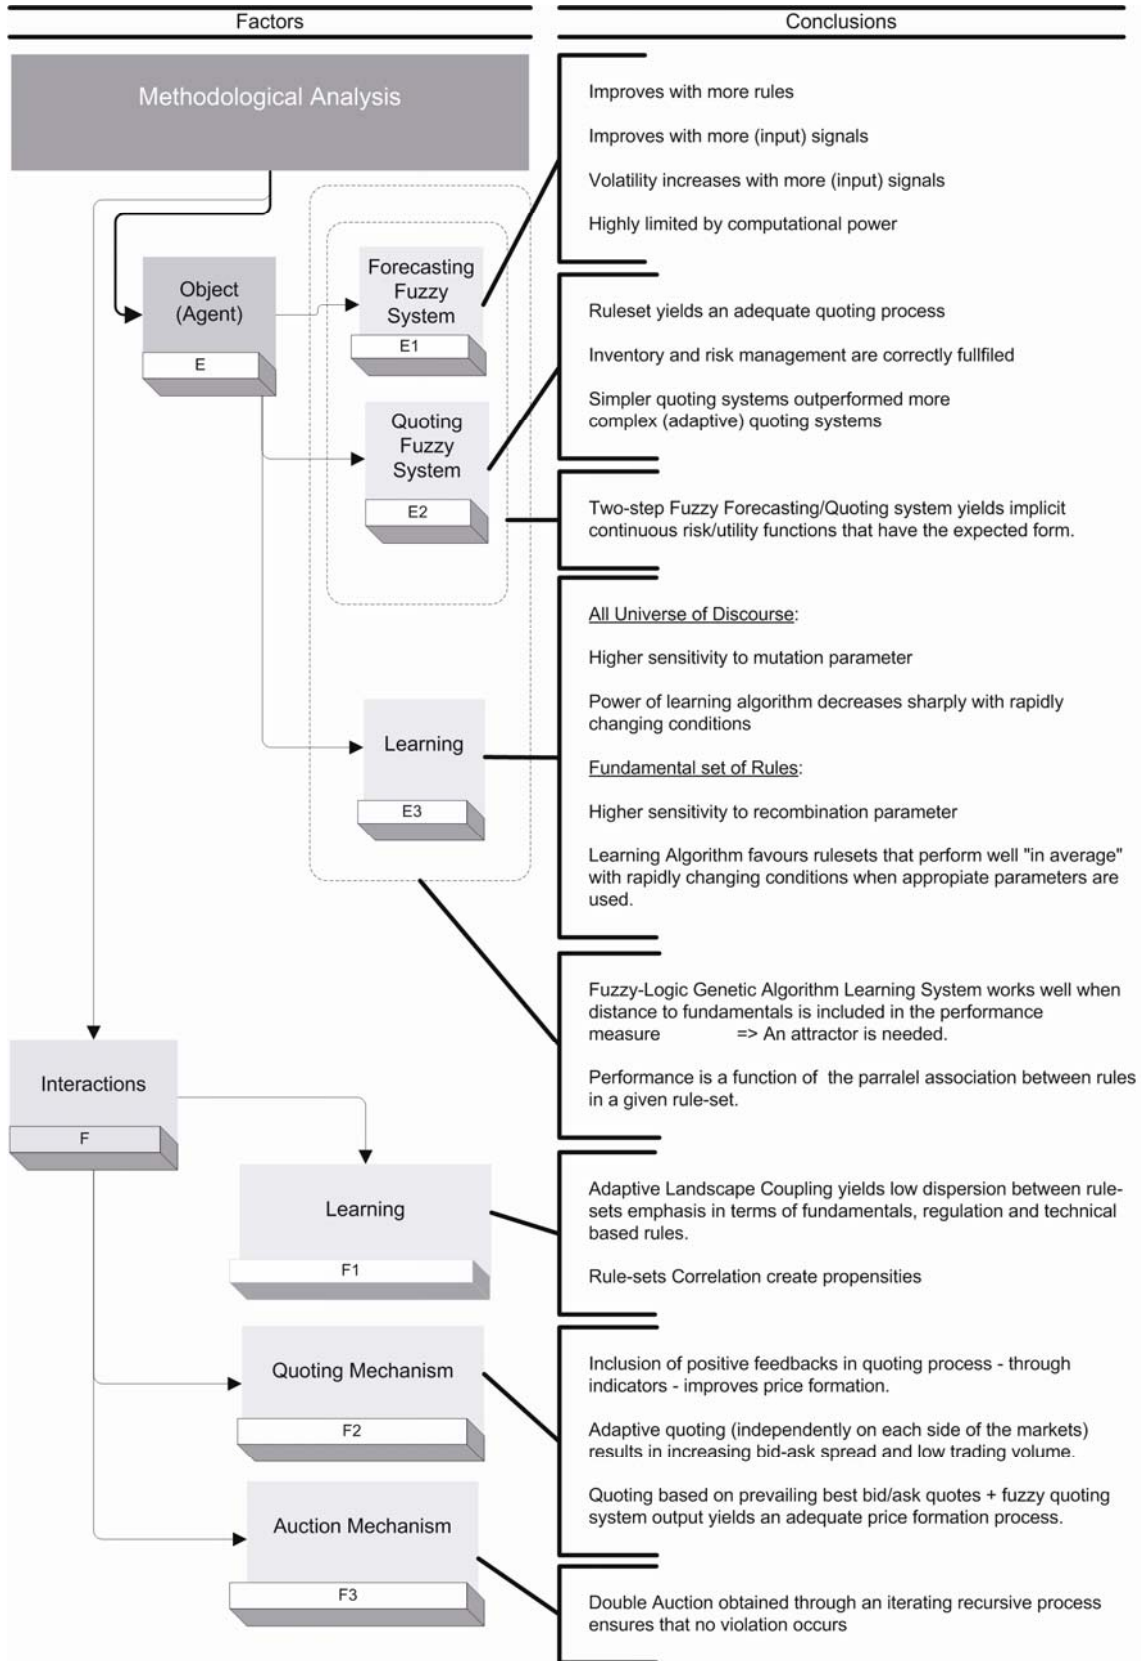 Factors
Conclusions
Methodological Analysis
Improves with more rules
Improves with more (input) signals
Volatility increases with more (input) signals
Highly limited by computational power
Object
(Agent)
E
Forecasting
Fuzzy
System
E1
Ruleset yields an adequate quoting process
Inventory and risk management are correctly fullfiled
Simpler quoting systems outperformed more
complex (adaptive) quoting systems
Quoting
Fuzzy
System
E2
Two-step Fuzzy Forecasting/Quoting system yields implicit
continuous risk/utility functions that have the expected form.
All Universe of Discourse:
Higher sensitivity to mutation parameter
Power of learning algorithm decreases sharply with rapidly
changing conditions
Fundamental set of Rules:
Higher sensitivity to recombination parameter
Learning Algorithm favours rulesets that perform well "in average"
with rapidly changing conditions when appropiate parameters are
used.
Learning
E3
Fuzzy-Logic Genetic Algorithm Learning System works well when
distance to fundamentals is included in the performance
measure => An attractor is needed.
Performance is a function of the parralel association between rules
in a given rule-set.
Interactions
F
Learning
F1
Adaptive Landscape Coupling yields low dispersion between rule-
sets emphasis in terms of fundamentals, regulation and technical
based rules.
Rule-sets Correlation create propensities
Quoting Mechanism
F2
Inclusion of positive feedbacks in quoting process - through
indicators - improves price formation.
Adaptive quoting (independently on each side of the markets)
results in increasing bid-ask spread and low trading volume.
Quoting based on prevailing best bid/ask quotes + fuzzy quoting
system output yields an adequate price formation process.
Auction Mechanism
F3
Double Auction obtained through an iterating recursive process
ensures that no violation occurs